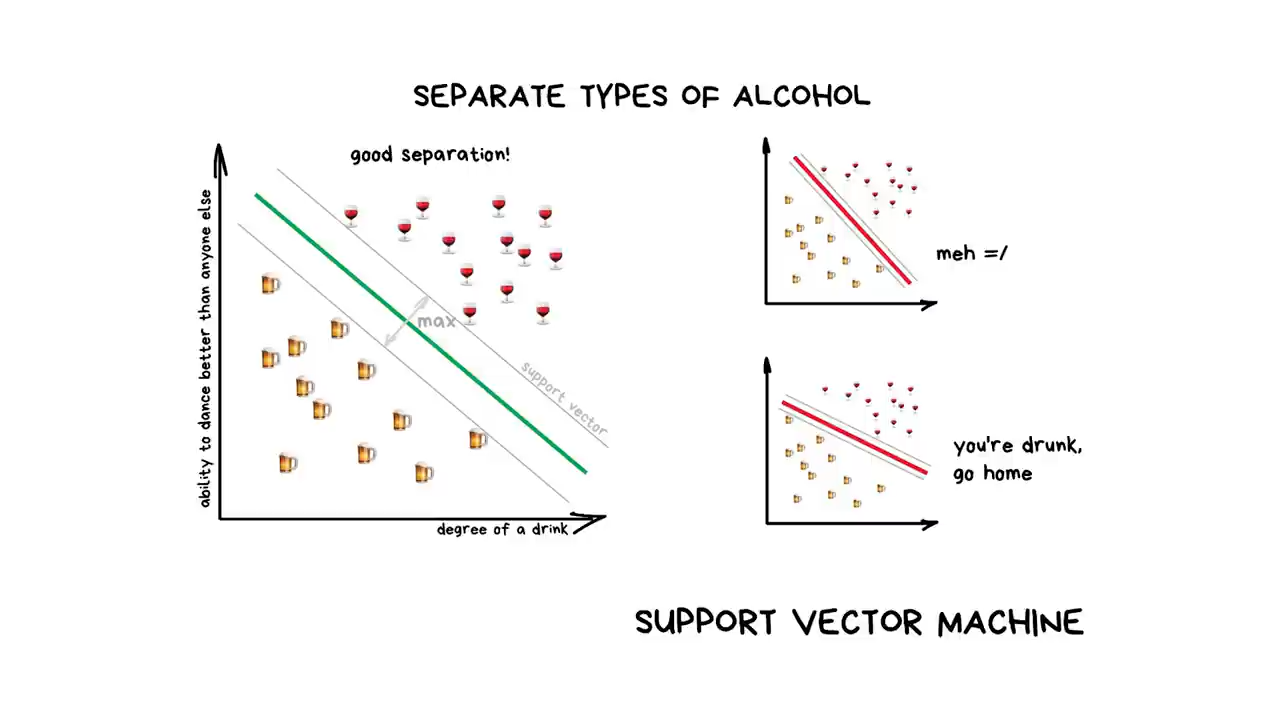 SEPARATE TYPES OF ALCOHOL
good separation!
ability to dance better than anyone else
max
support vector
degree of a drink
meh =/
you're drunk,
go home
SUPPORT VECTOR MACHINE